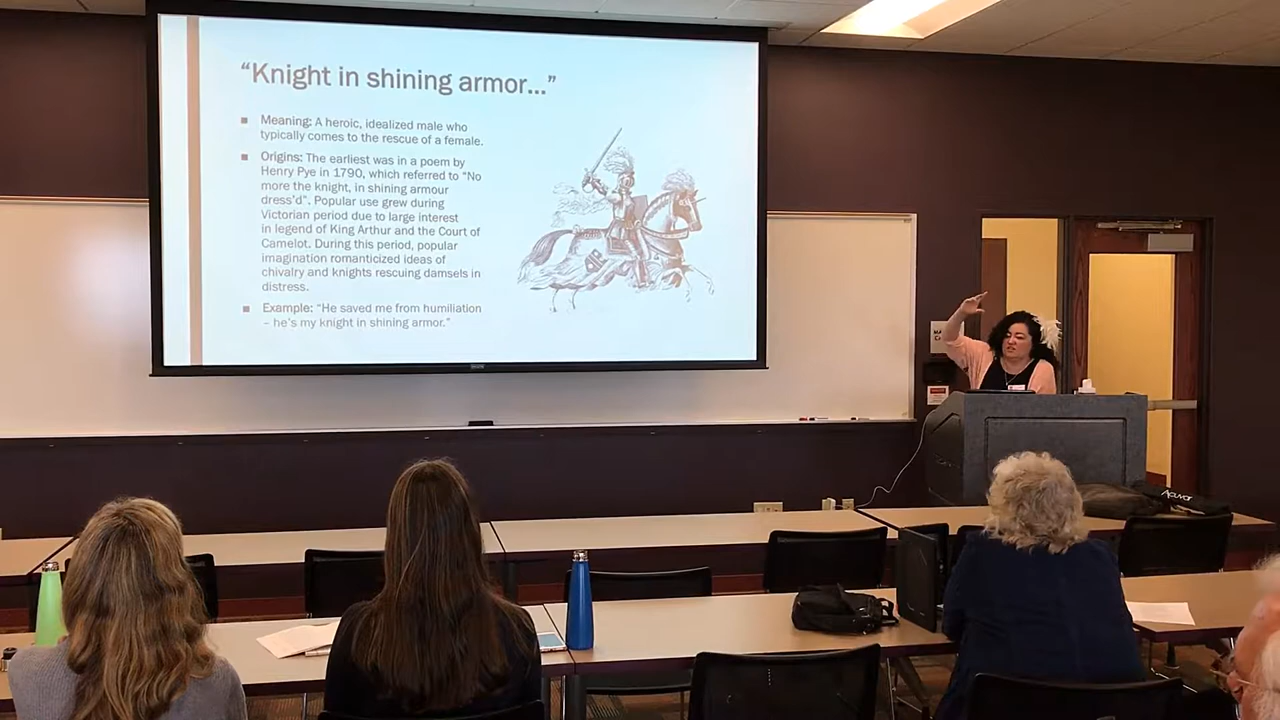 “Knight in shining armor...”
■ Meaning: A heroic, idealized male who
typically comes to the rescue of a female.
■ Origins: The earliest was in a poem by
Henry Pye in 1790, which referred to “No
more the knight, in shining armour
dress’d”. Popular use grew during
Victorian period due to large interest
in legend of King Arthur and the Court of
Camelot. During this period, popular
imagination romanticized ideas of
chivalry and knights rescuing damsels in
distress.
■ Example: “He saved me from humiliation
– he’s my knight in shining armor.”